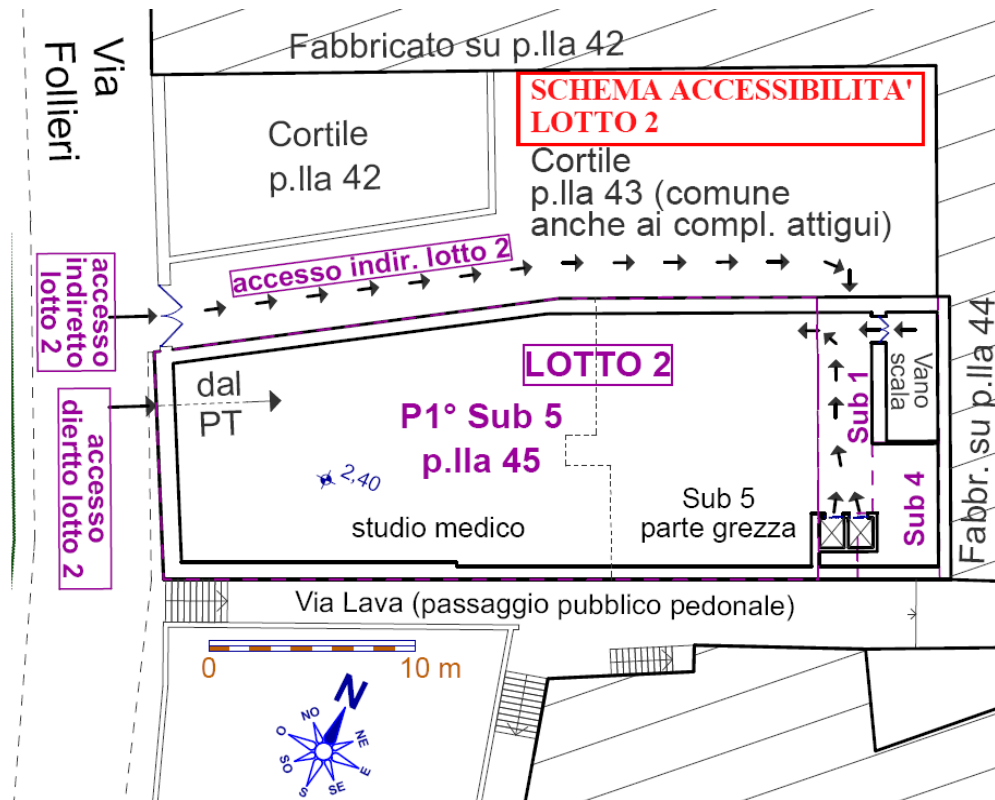 Via
Follieri
Fabbricato su p.lla 42
SCHEMA ACCESSIBILITA'
LOTTO 2
Cortile
p.lla 42
Cortile
p.lla 43 (comune
anche ai compl. attigui)
accesso indir. lotto 2
accesso
indiretto
lotto 2
LOTTO 2
dal
PT
P1° Sub 5
p.lla 45
Sub 1
Vano
scala
Fabbr. su p.lla 44
accesso
diertto lotto 2
2,40
studio medico
Sub 5
parte grezza
Sub 4
Via Lava (passaggio pubblico pedonale)
0
10 m
N
NO
NE
O
E
SO
SE
S